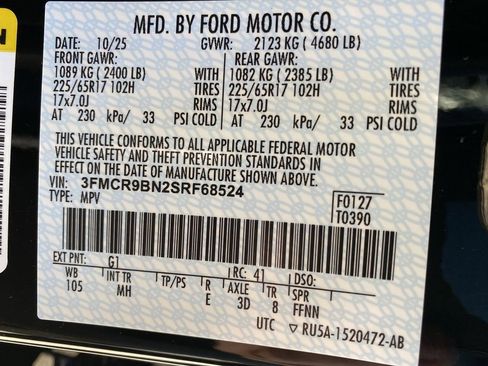 N
MFD. BY FORD MOTOR CO.
DATE: 10/25 GVWR: 2123 KG ( 4680 LB)
FRONT GAWR: REAR GAWR:
1089 KG ( 2400 LB) WITH 1082 KG ( 2385 LB) WITH
225/65R17 102H TIRES 225/65R17 102H TIRES
17x7.0J RIMS 17x7.0J RIMS
AT 230 kPa/ 33 PSI COLD AT 230 kPa/ 33 PSI COLD
THIS VEHICLE CONFORMS TO ALL APPLICABLE FEDERAL MOTOR
VEHICLE SAFETY AND THEFT PREVENTION STANDARDS IN
EFFECT ON THE DATE OF MANUFACTURE SHOWN ABOVE.
VIN: 3FMCR9BN2SRF68524 F0127
TYPE: MPV T0390
EXT PNT: G1 RC: 41 DSO:
WB INT TR TP/PS R AXLE TR SPR
105 MH E 3D 8 FFNN
UTC ▽ RU5A-1520472-AB